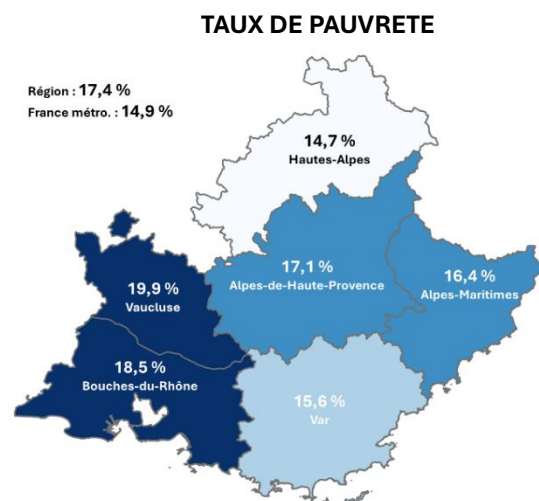 TAUX DE PAUVRETE
Région : 17,4 %
France métro. : 14,9 %
14,7 %
Hautes-Alpes
17,1 %
Alpes-de-Haute-Provence
16,4 %
Alpes-Maritimes
19,9 %
Vaucluse
18,5 %
Bouches-du-Rhône
15,6 %
Var